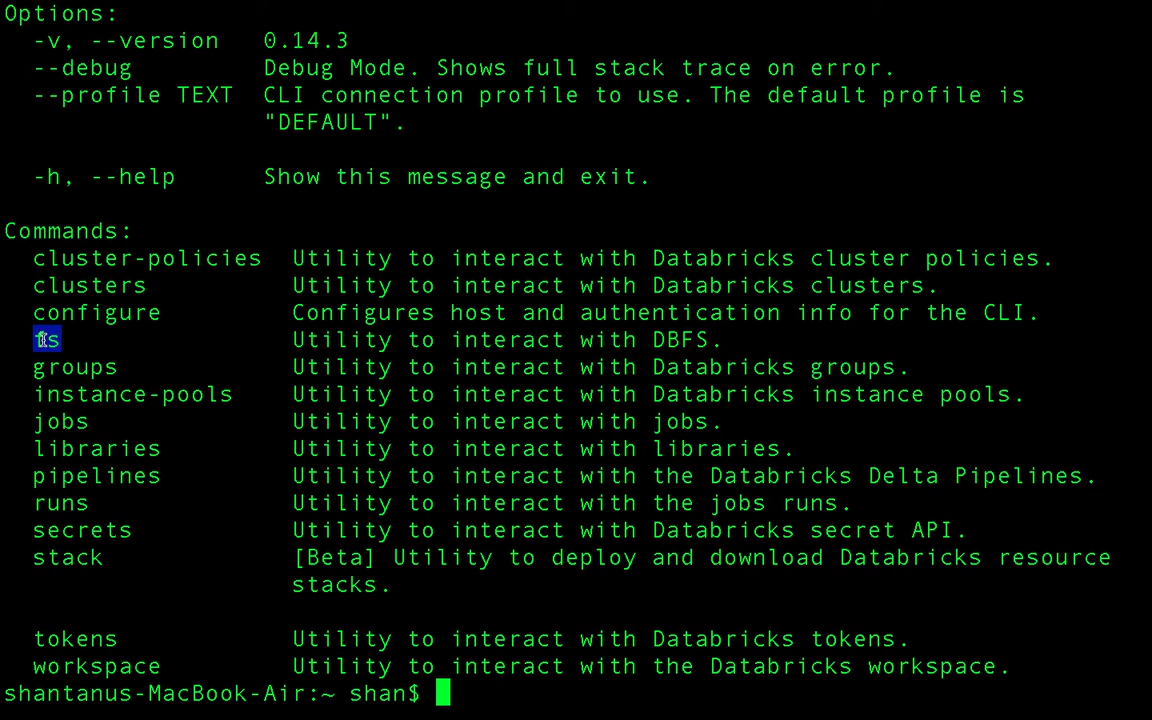 Options:
-v, --version 0.14.3
--debug Debug Mode. Shows full stack trace on error.
--profile TEXT CLI connection profile to use. The default profile is
"DEFAULT".
-h, --help Show this message and exit.
Commands:
cluster-policies Utility to interact with Databricks cluster policies.
clusters Utility to interact with Databricks clusters.
configure Configures host and authentication info for the CLI.
fs Utility to interact with DBFS.
groups Utility to interact with Databricks groups.
instance-pools Utility to interact with Databricks instance pools.
jobs Utility to interact with jobs.
libraries Utility to interact with libraries.
pipelines Utility to interact with the Databricks Delta Pipelines.
runs Utility to interact with the jobs runs.
secrets Utility to interact with Databricks secret API.
stack [Beta] Utility to deploy and download Databricks resource
stacks.
tokens Utility to interact with Databricks tokens.
workspace Utility to interact with the Databricks workspace.
shantanus-MacBook-Air:~ shan$